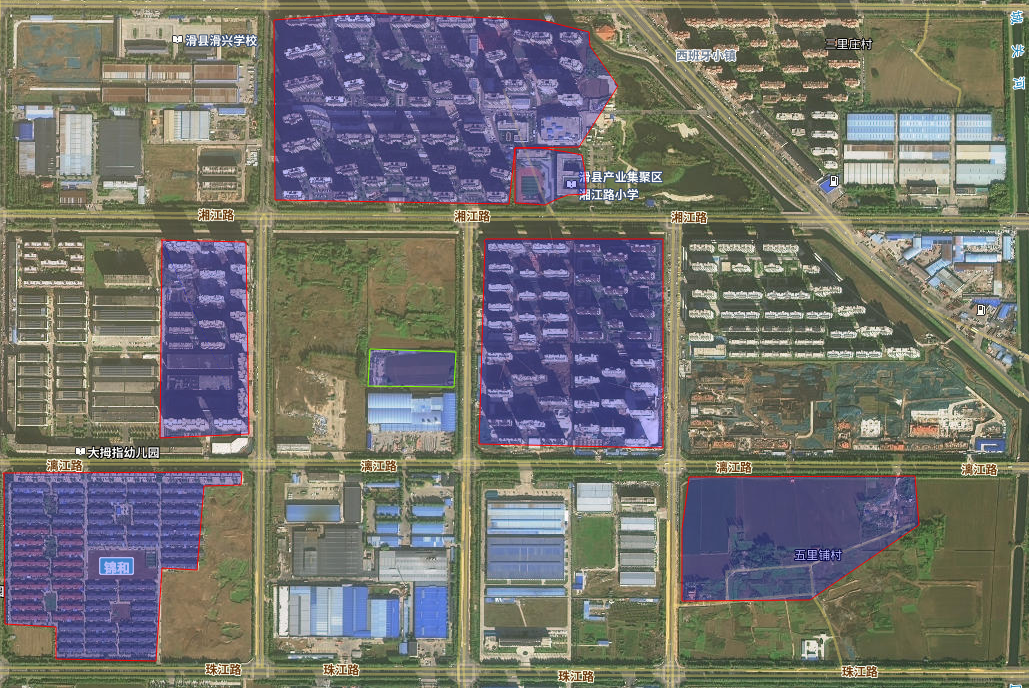 滑县滑兴学校
西班牙小镇
二里庄村
城关河
滑县产业集聚区
湘江路小学
湘江路
湘江路
湘江路
大拇指幼儿园
漓江路
漓江路
漓江路
漓江路
锦和
五里铺村
珠江路
珠江路
珠江路
珠江路